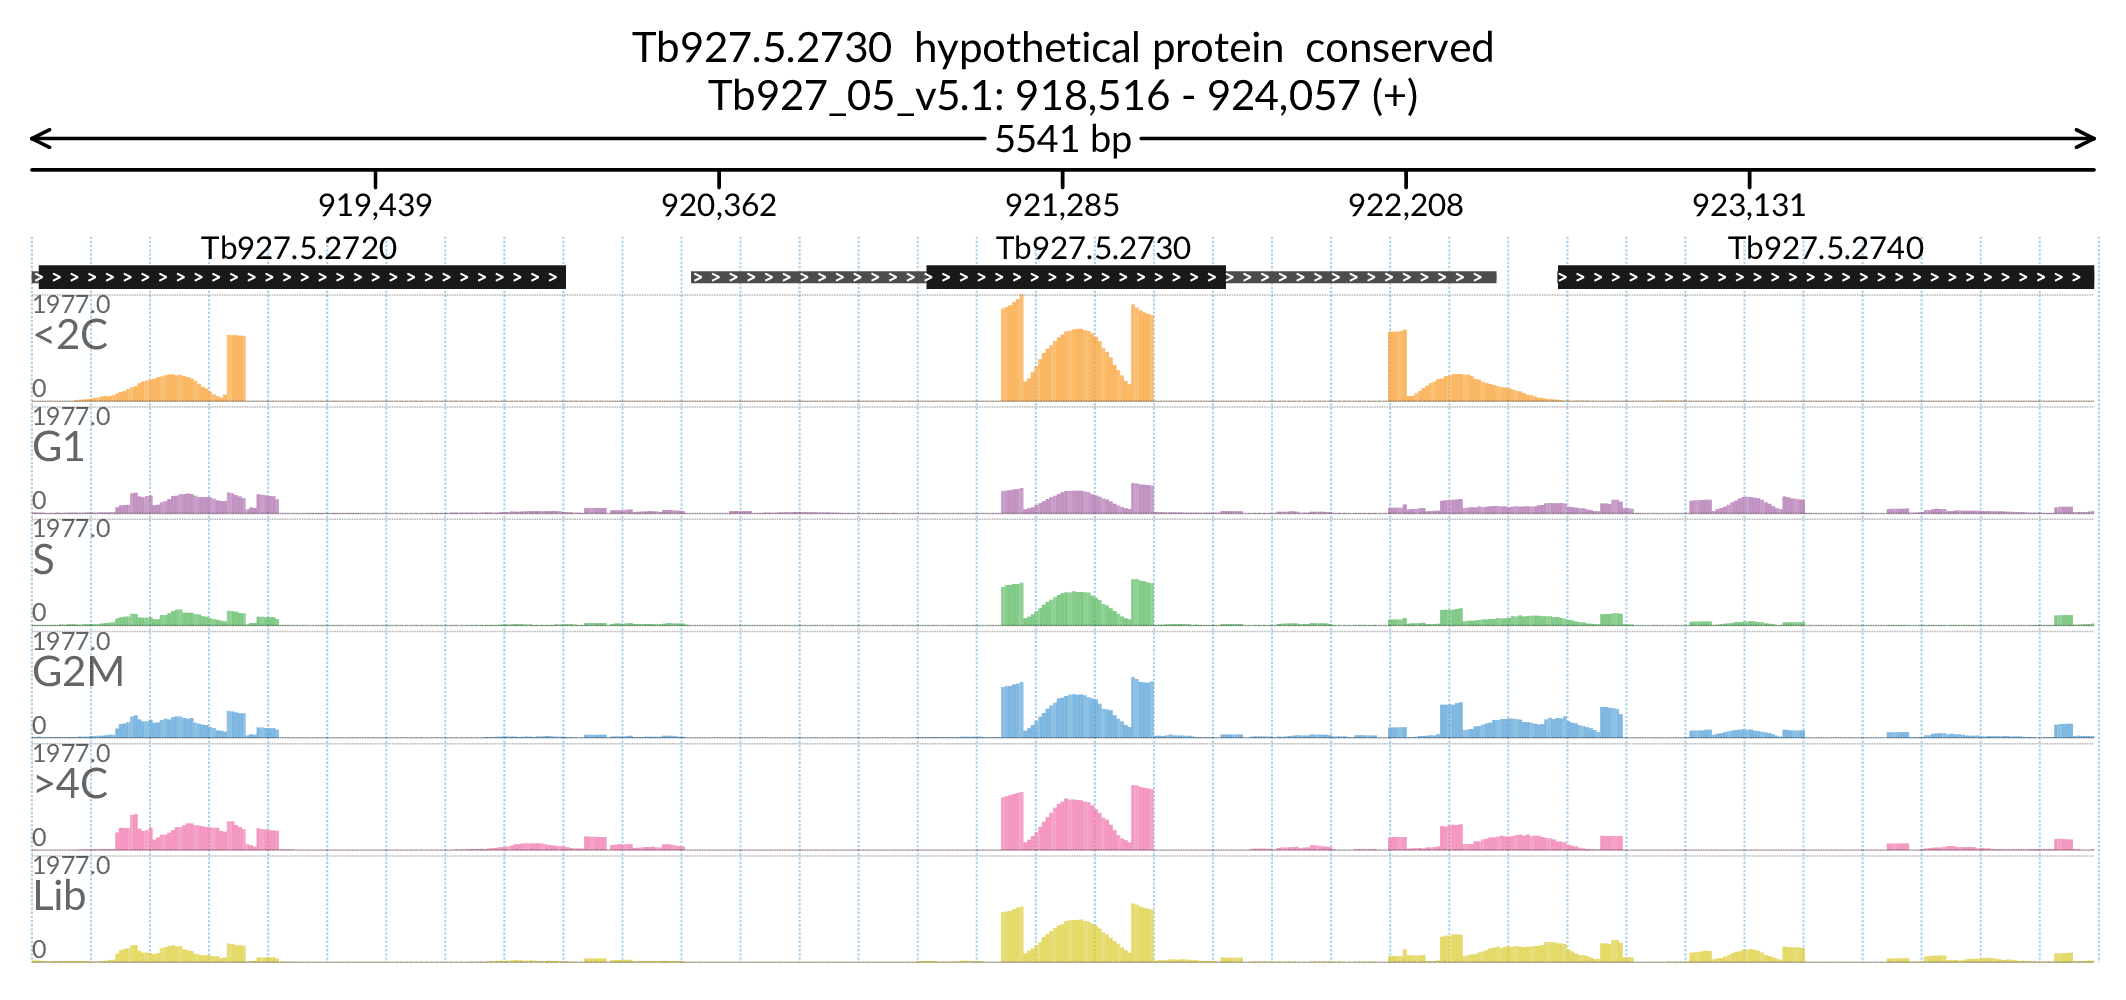 Tb927.5.2730  hypothetical protein  conserved
Tb927_05_v5.1: 918,516 - 924,057 (+)
5541 bp
919,439 920,362 921,285 922,208 923,131
Tb927.5.2720 Tb927.5.2730 Tb927.5.2740
1977.0
<2C
0
1977.0
G1
0
1977.0
S
0
1977.0
G2M
0
1977.0
>4C
0
1977.0
Lib
0